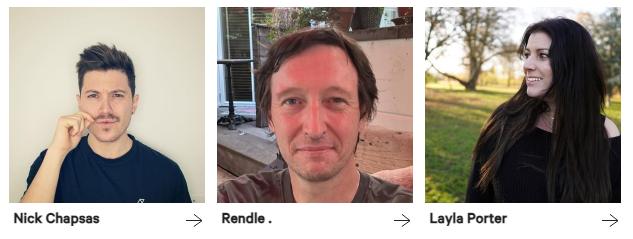 Nick Chapsas
Rendle .
Layla Porter